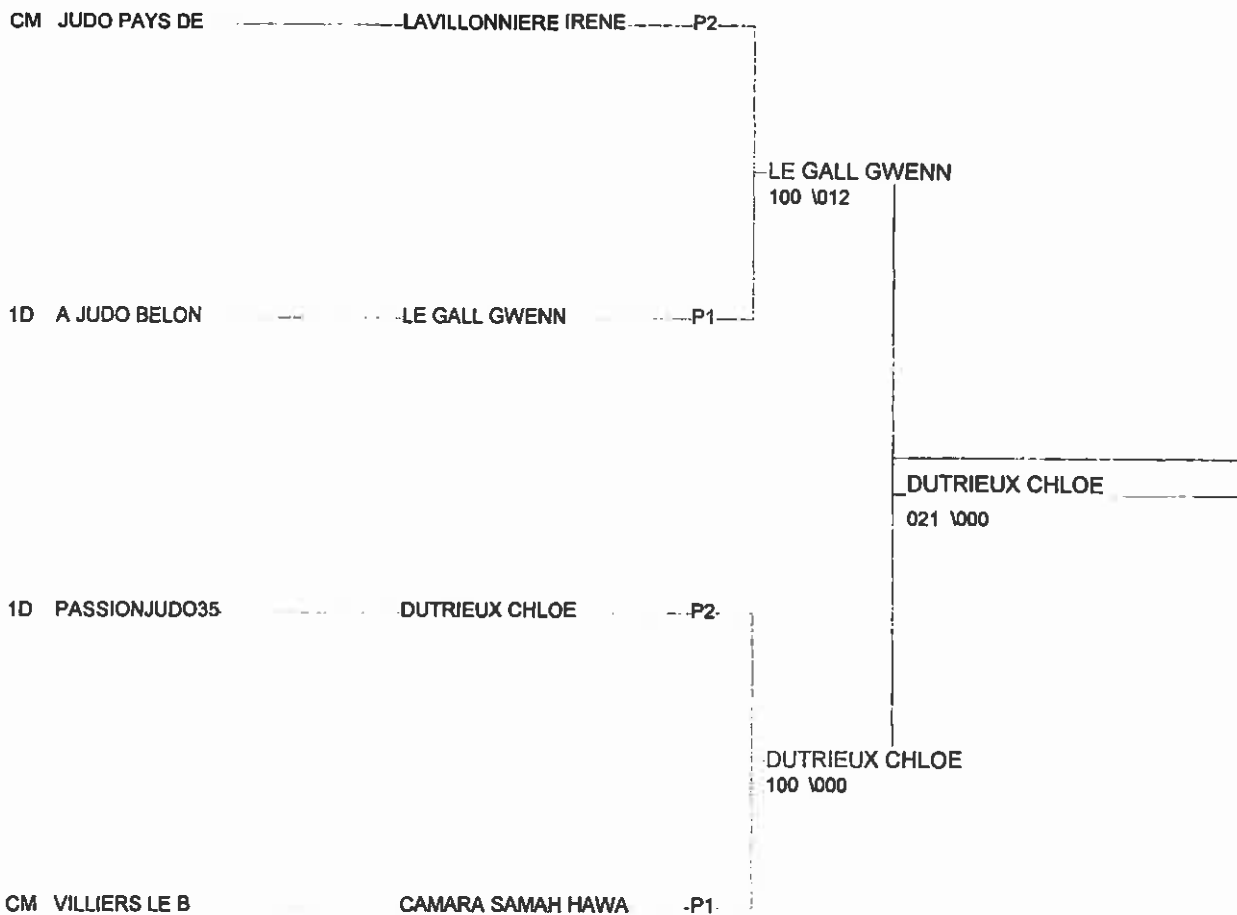 CM JUDO PAYS DE LAVILLONNIERE IRENE P2
LE GALL GWENN
100 \012
1D A JUDO BELON LE GALL GWENN P1
DUTRIEUX CHLOE
021 \000
1D PASSIONJUDO35 DUTRIEUX CHLOE P2
DUTRIEUX CHLOE
100 \000
CM VILLIERS LE B CAMARA SAMAH HAWA P1